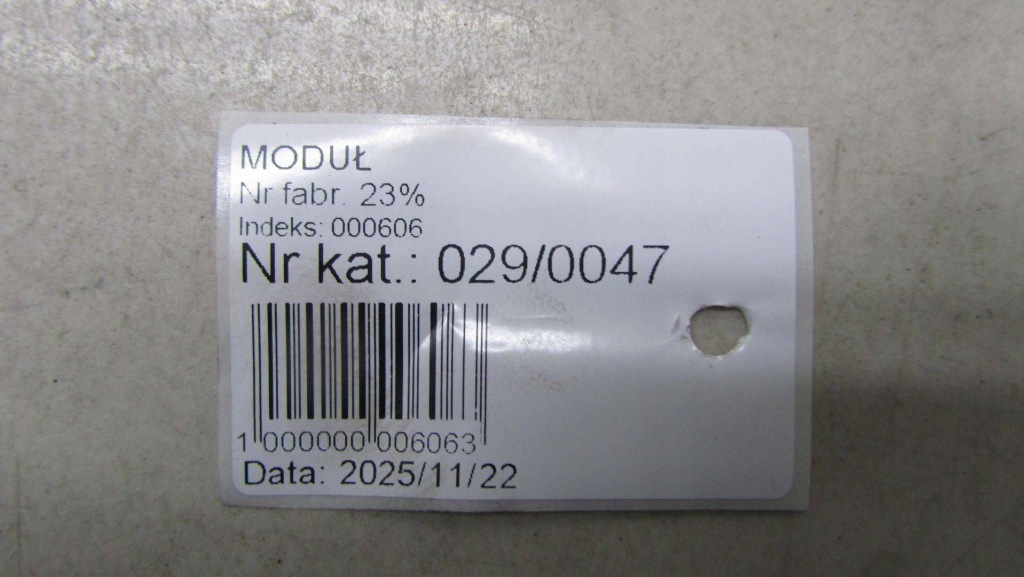 MODUŁ
Nr fabr. 23%
Indeks: 000606
Nr kat.: 029/0047
1 000000 006063
Data: 2025/11/22